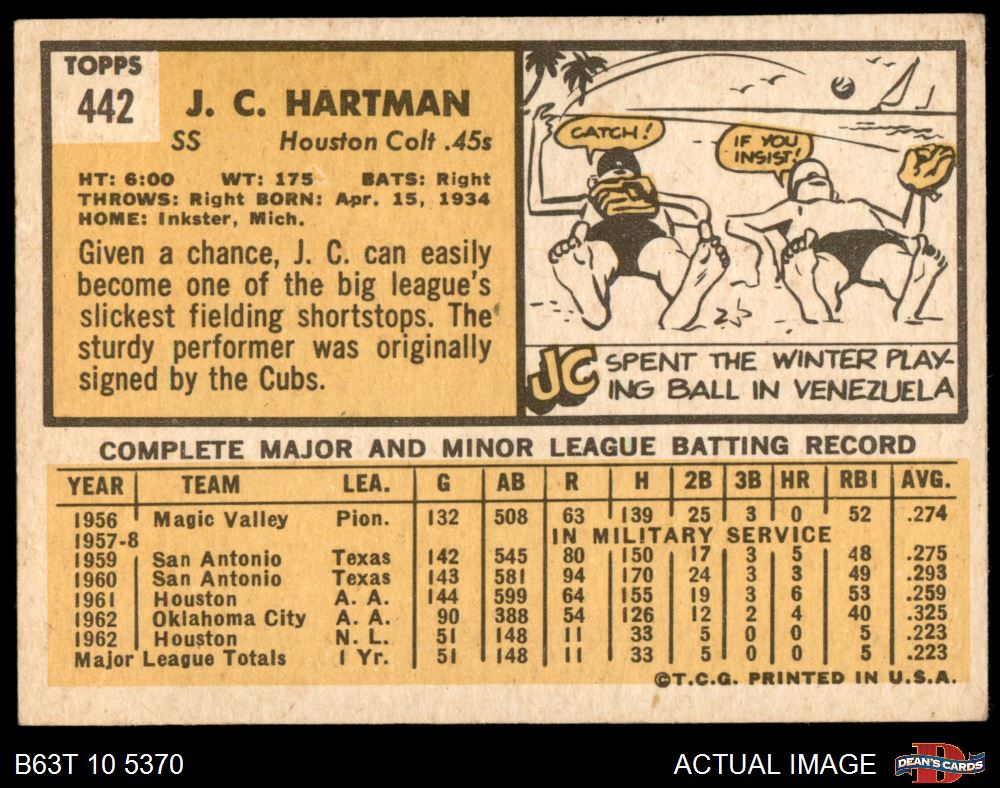 TOPPS
442
J. C. HARTMAN
SS Houston Colt .45s
HT: 6:00 WT: 175 BATS: Right
THROWS: Right BORN: Apr. 15, 1934
HOME: Inkster, Mich.
Given a chance, J. C. can easily
become one of the big league's
slickest fielding shortstops. The
sturdy performer was originally
signed by the Cubs.
CATCH!
IF YOU
INSIST!
JC SPENT THE WINTER PLAY-
ING BALL IN VENEZUELA
COMPLETE MAJOR AND MINOR LEAGUE BATTING RECORD
YEAR TEAM LEA. G AB R H 2B 3B HR RBI AVG.
1956 Magic Valley Pion. 132 508 63 139 25 3 0 52 .274
1957-8 IN MILITARY SERVICE
1959 San Antonio Texas 142 545 80 150 17 3 5 48 .275
1960 San Antonio Texas 143 581 94 170 24 3 3 49 .293
1961 Houston A. A. 144 599 64 155 19 3 6 53 .259
1962 Oklahoma City A. A. 90 388 54 126 12 2 4 40 .325
1962 Houston N. L. 51 148 11 33 5 0 0 5 .223
Major League Totals 1 Yr. 51 148 11 33 5 0 0 5 .223
©T.C.G. PRINTED IN U.S.A.
B63T 10 5370
ACTUAL IMAGE
D
DEAN'S CARDS